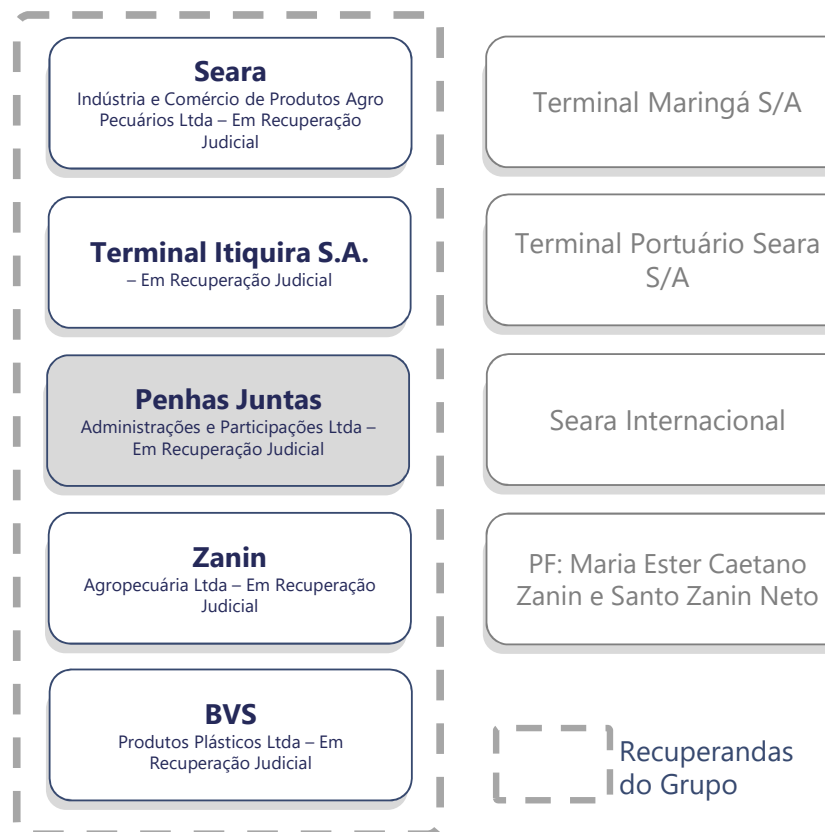 Seara
Indústria e Comércio de Produtos Agro
Pecuários Ltda – Em Recuperação
Judicial
Terminal Itiquira S.A.
– Em Recuperação Judicial
Penhas Juntas
Administrações e Participações Ltda –
Em Recuperação Judicial
Zanin
Agropecuária Ltda – Em Recuperação
Judicial
BVS
Produtos Plásticos Ltda – Em
Recuperação Judicial
Terminal Maringá S/A
Terminal Portuário Seara
S/A
Seara Internacional
PF: Maria Ester Caetano
Zanin e Santo Zanin Neto
Recuperandas
do Grupo